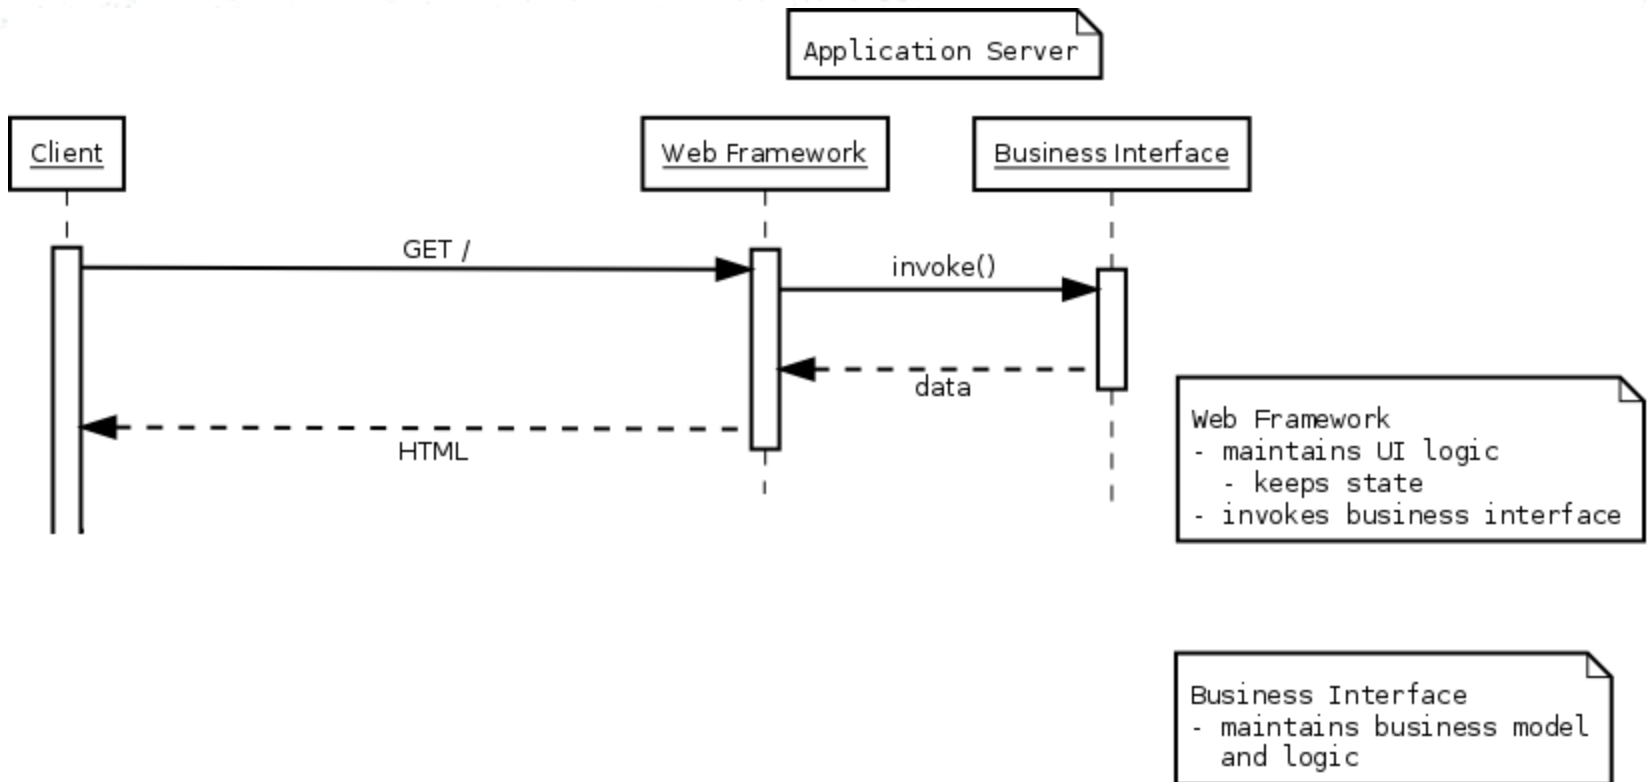 Application Server
Client
Web Framework
Business Interface
GET /
invoke()
data
HTML
Web Framework
- maintains UI logic
  - keeps state
- invokes business interface
Business Interface
- maintains business model
  and logic